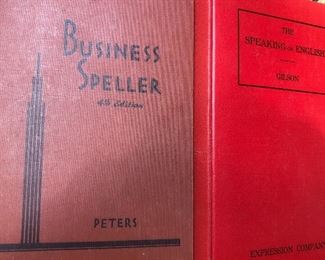 BUSINESS
SPELLER
4th Edition
PETERS
THE
SPEAKING OF ENGLISH
GILSON
EXPRESSION COMPANY